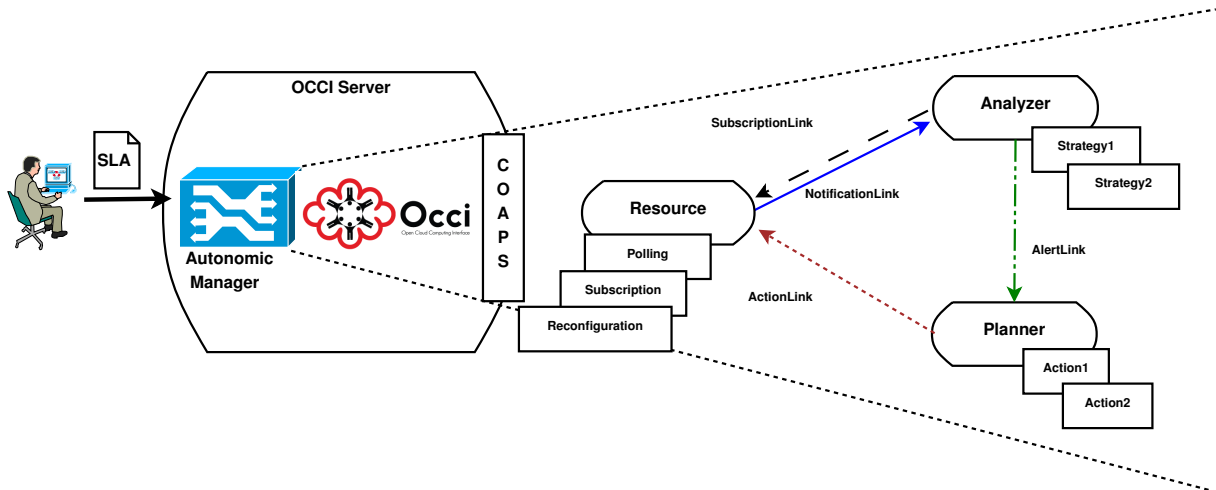 OCCI Server
SLA
Autonomic
Manager
Occi
Open Cloud Computing Interface
C
O
A
P
S
Resource
Polling
Subscription
Reconfiguration
SubscriptionLink
NotificationLink
ActionLink
Analyzer
Strategy1
Strategy2
AlertLink
Planner
Action1
Action2